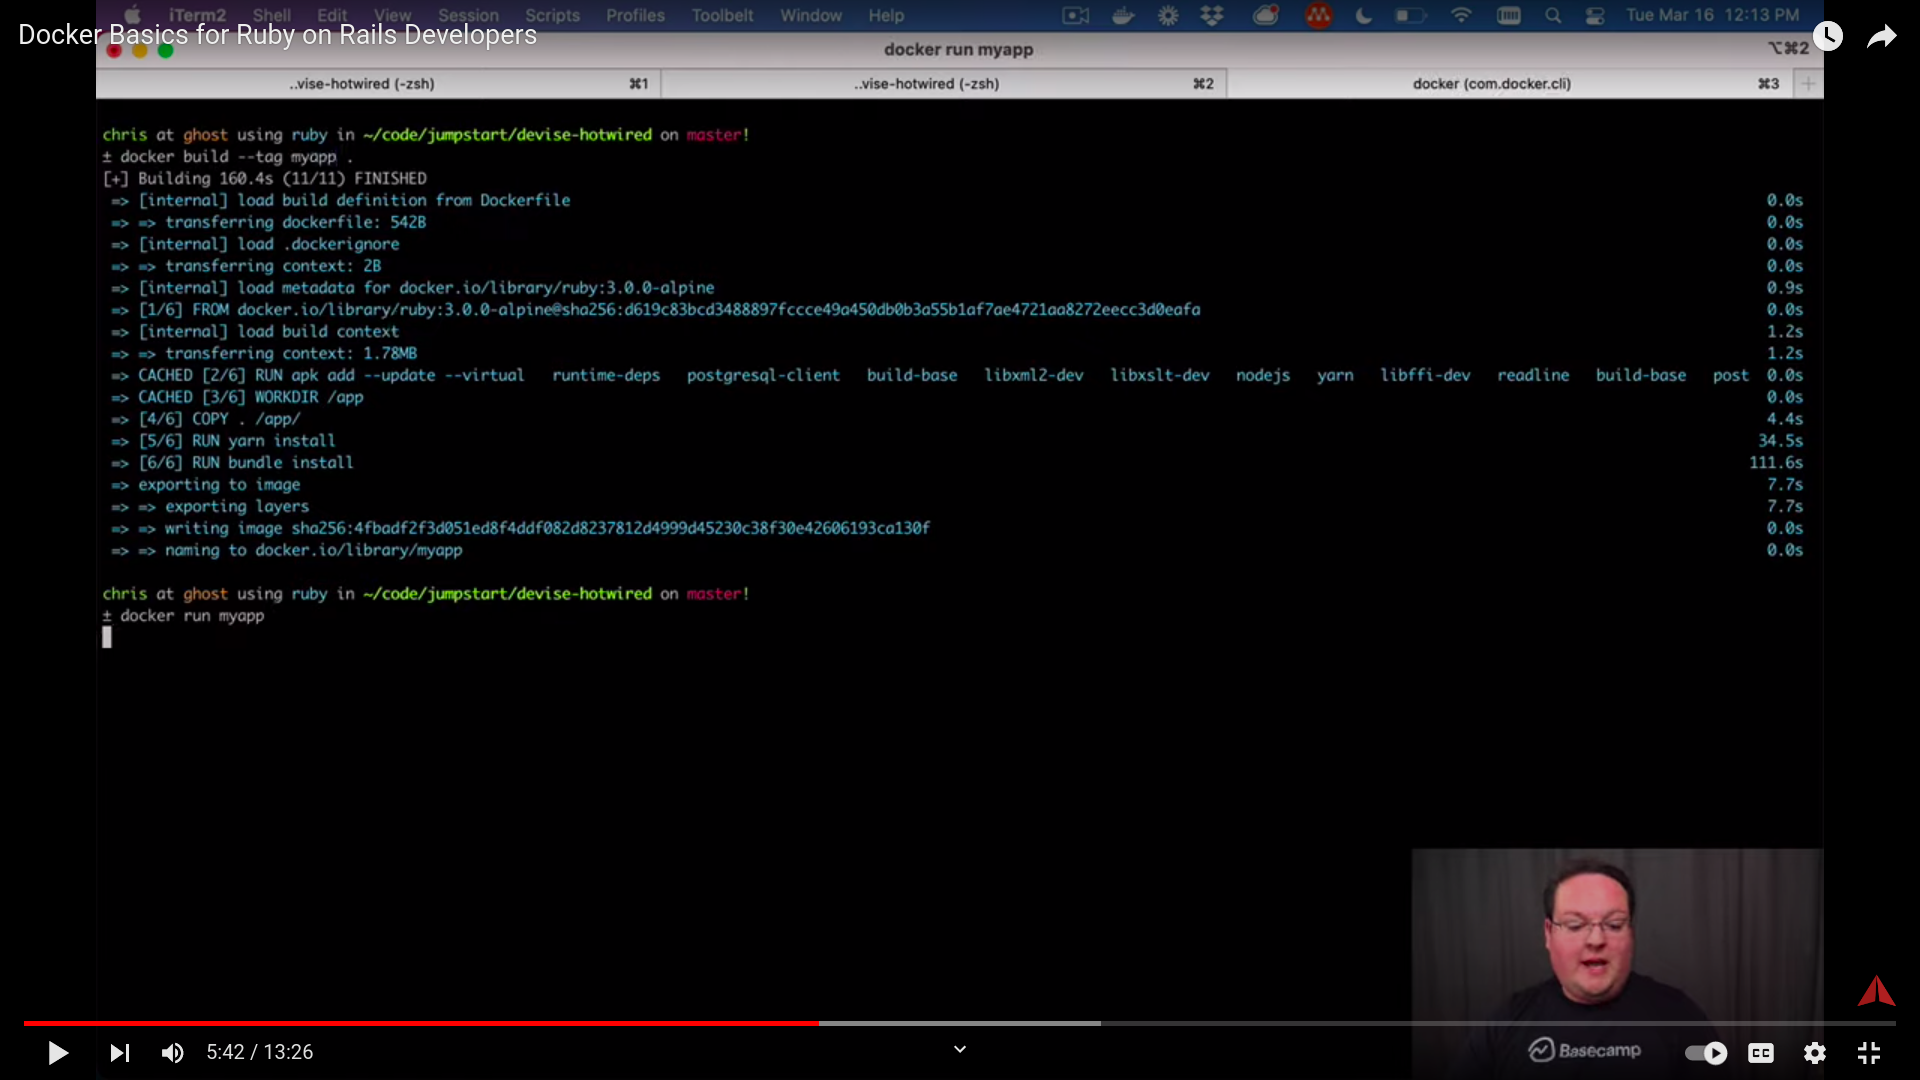 iTerm2 Shell Edit View Session Scripts Profiles Toolbelt Window Help Tue Mar 16 12:13 PM
Docker Basics for Ruby on Rails Developers
docker run myapp ⌥⌘2
..vise-hotwired (-zsh) ⌘1 ..vise-hotwired (-zsh) ⌘2 docker (com.docker.cli) ⌘3 +
chris at ghost using ruby in ~/code/jumpstart/devise-hotwired on master!
± docker build --tag myapp .
[+] Building 160.4s (11/11) FINISHED
=> [internal] load build definition from Dockerfile 0.0s
=> => transferring dockerfile: 542B 0.0s
=> [internal] load .dockerignore 0.0s
=> => transferring context: 2B 0.0s
=> [internal] load metadata for docker.io/library/ruby:3.0.0-alpine 0.9s
=> [1/6] FROM docker.io/library/ruby:3.0.0-alpine@sha256:d619c83bcd3488897fccce49a450db0b3a55b1af7ae4721aa8272eecc3d0eafa 0.0s
=> [internal] load build context 1.2s
=> => transferring context: 1.78MB 1.2s
=> CACHED [2/6] RUN apk add --update --virtual runtime-deps postgresql-client build-base libxml2-dev libxslt-dev nodejs yarn libffi-dev readline build-base post 0.0s
=> CACHED [3/6] WORKDIR /app 0.0s
=> [4/6] COPY . /app/ 4.4s
=> [5/6] RUN yarn install 34.5s
=> [6/6] RUN bundle install 111.6s
=> exporting to image 7.7s
=> => exporting layers 7.7s
=> => writing image sha256:4fbadf2f3d051ed8f4ddf082d8237812d4999d45230c38f30e42606193ca130f 0.0s
=> => naming to docker.io/library/myapp 0.0s
chris at ghost using ruby in ~/code/jumpstart/devise-hotwired on master!
± docker run myapp
Basecamp
5:42 / 13:26
CC